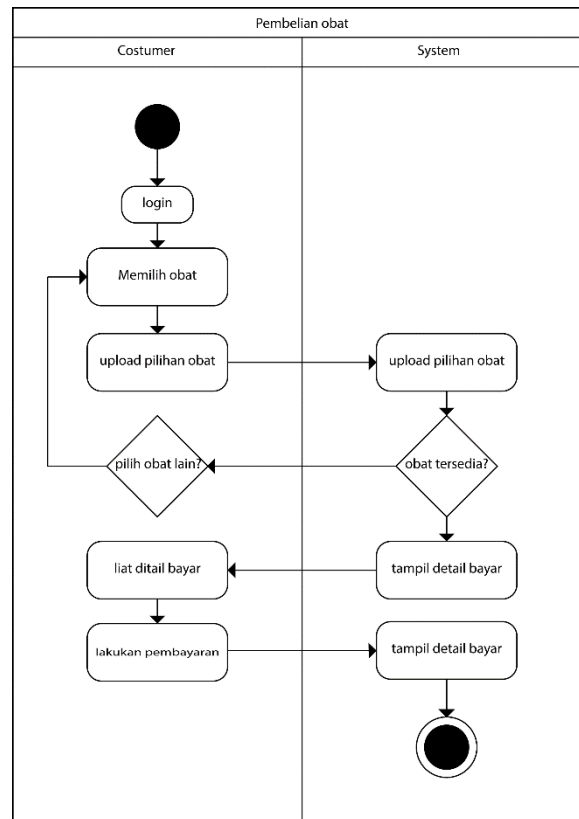 Pembelian obat
Costumer
System
login
Memilih obat
upload pilihan obat
upload pilihan obat
pilih obat lain?
obat tersedia?
liat ditail bayar
tampil detail bayar
lakukan pembayaran
tampil detail bayar